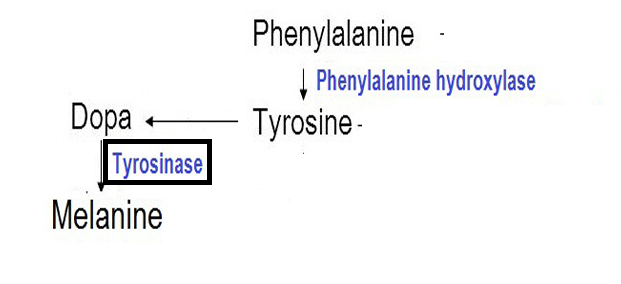 Phenylalanine -
Phenylalanine hydroxylase
Dopa
Tyrosine -
Tyrosinase
Melanine